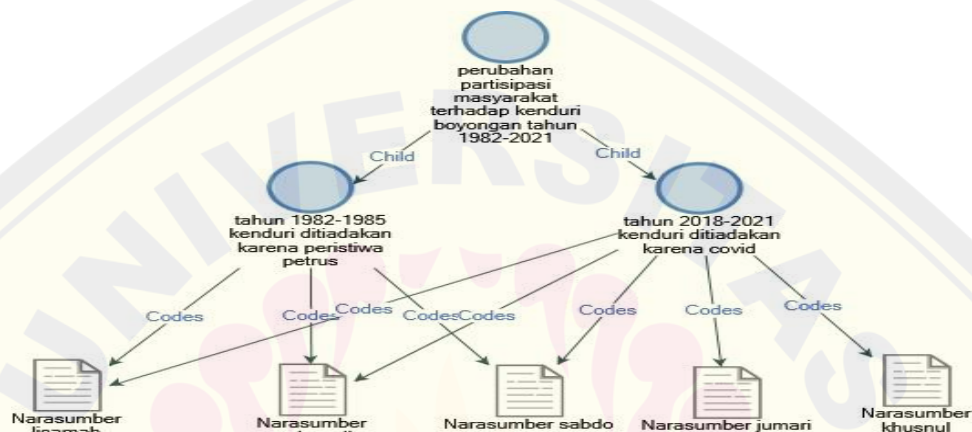 UNIVERSITAS
perubahan
partisipasi
masyarakat
terhadap kenduri
boyongan tahun
1982-2021
Child
Child
tahun 1982-1985
kenduri ditiadakan
karena peristiwa
petrus
tahun 2018-2021
kenduri ditiadakan
karena covid
Codes
Codes
Codes
Codes
Codes
Codes
Codes
Codes
Narasumber
Narasumber
Narasumber sabdo
Narasumber jumari
Narasumber
khusnul